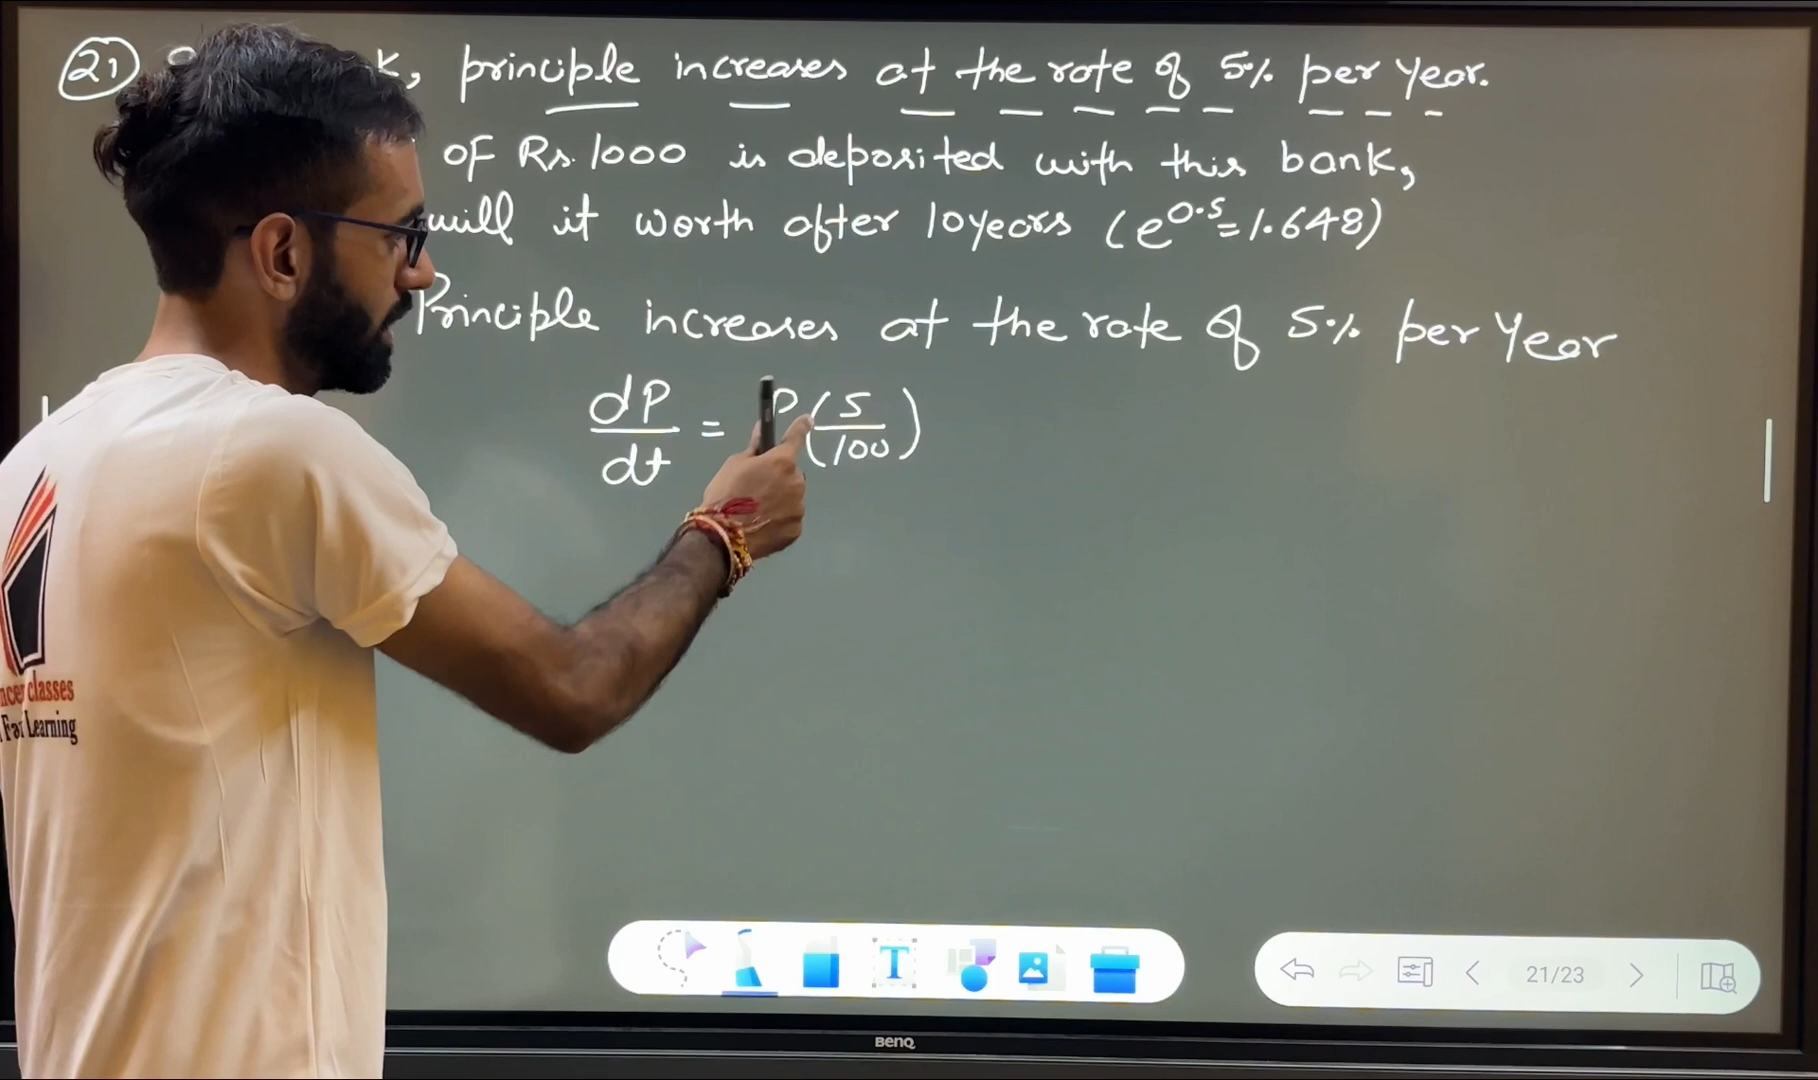 21) k, principle increases at the rate of 5% per year.
of Rs. 1000 is deposited with this bank,
will it worth after 10years (e^0.5 = 1.648)
Principle increases at the rate of 5% per Year
dP/dt = P(5/100)
classes
Learning
21/23
T
BenQ